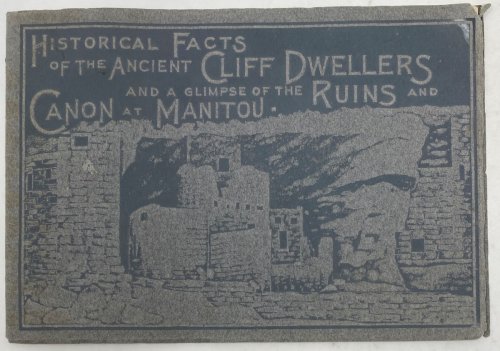 Historical Facts
of the Ancient Cliff Dwellers
and a glimpse of the Ruins and
Canon at Manitou.